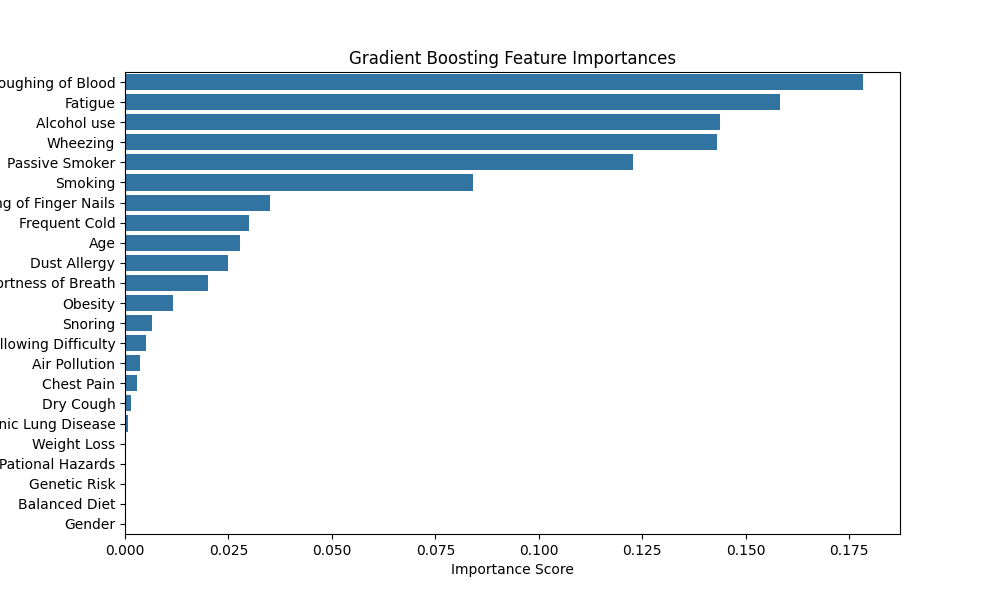 Gradient Boosting Feature Importances
oughing of Blood
Fatigue
Alcohol use
Wheezing
Passive Smoker
Smoking
ng of Finger Nails
Frequent Cold
Age
Dust Allergy
ortness of Breath
Obesity
Snoring
llowing Difficulty
Air Pollution
Chest Pain
Dry Cough
nic Lung Disease
Weight Loss
Pational Hazards
Genetic Risk
Balanced Diet
Gender
0.000 0.025 0.050 0.075 0.100 0.125 0.150 0.175
Importance Score